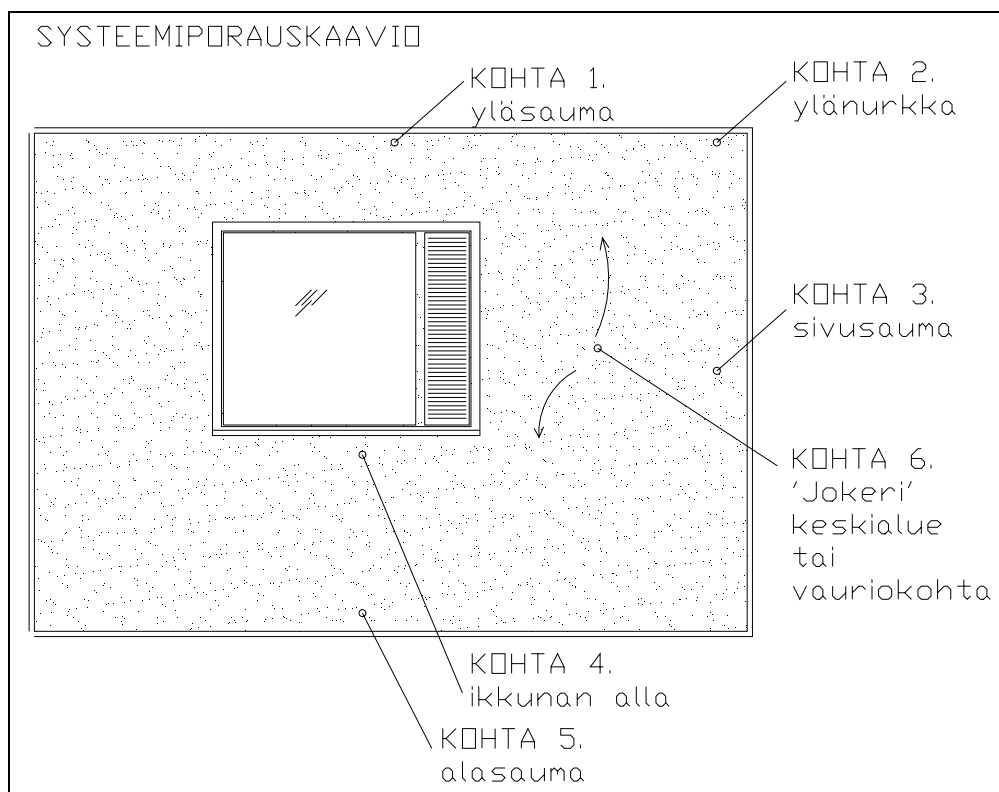 SYSTEEMIPORAUSKAAVIO
KOHTA 1.
yläsauma
KOHTA 2.
ylänurkka
KOHTA 3.
sivusauma
KOHTA 6.
'Jokeri'
keskialue
tai
vauriokohta
KOHTA 4.
ikkunan alla
KOHTA 5.
alasauma